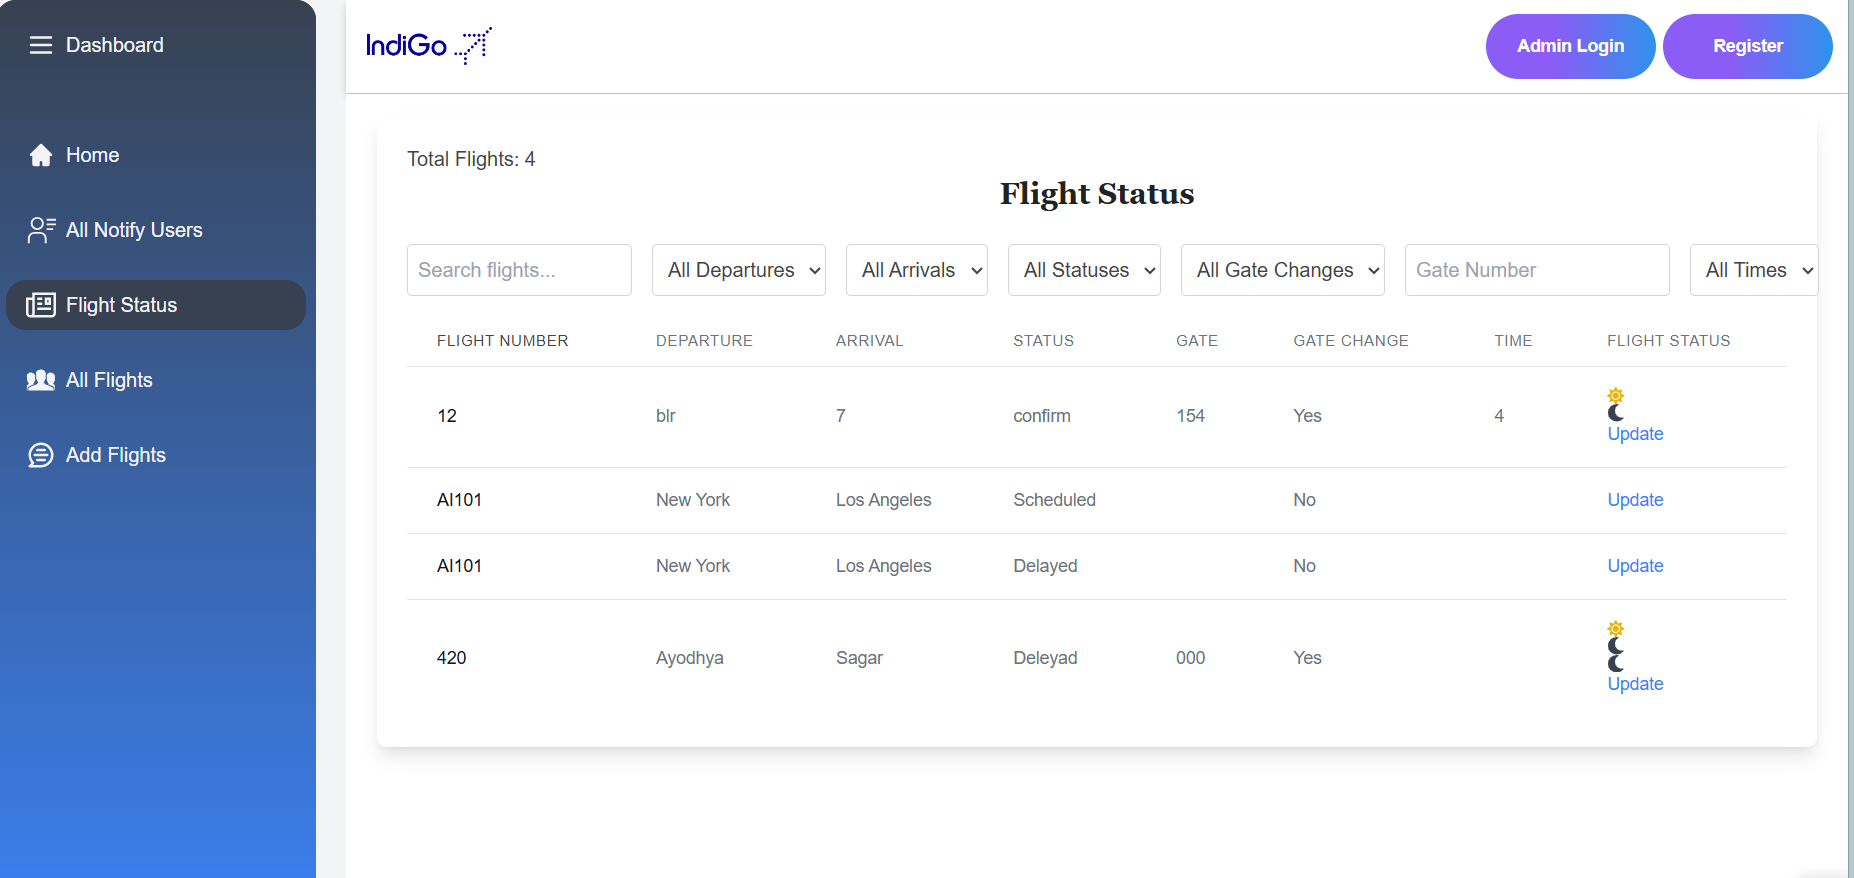 Dashboard
Home
All Notify Users
Flight Status
All Flights
Add Flights
IndiGo
Admin Login
Register
Total Flights: 4
Flight Status
Search flights...
All Departures
All Arrivals
All Statuses
All Gate Changes
Gate Number
All Times
FLIGHT NUMBER DEPARTURE ARRIVAL STATUS GATE GATE CHANGE TIME FLIGHT STATUS
12 blr 7 confirm 154 Yes 4 Update
AI101 New York Los Angeles Scheduled No Update
AI101 New York Los Angeles Delayed No Update
420 Ayodhya Sagar Deleyad 000 Yes Update